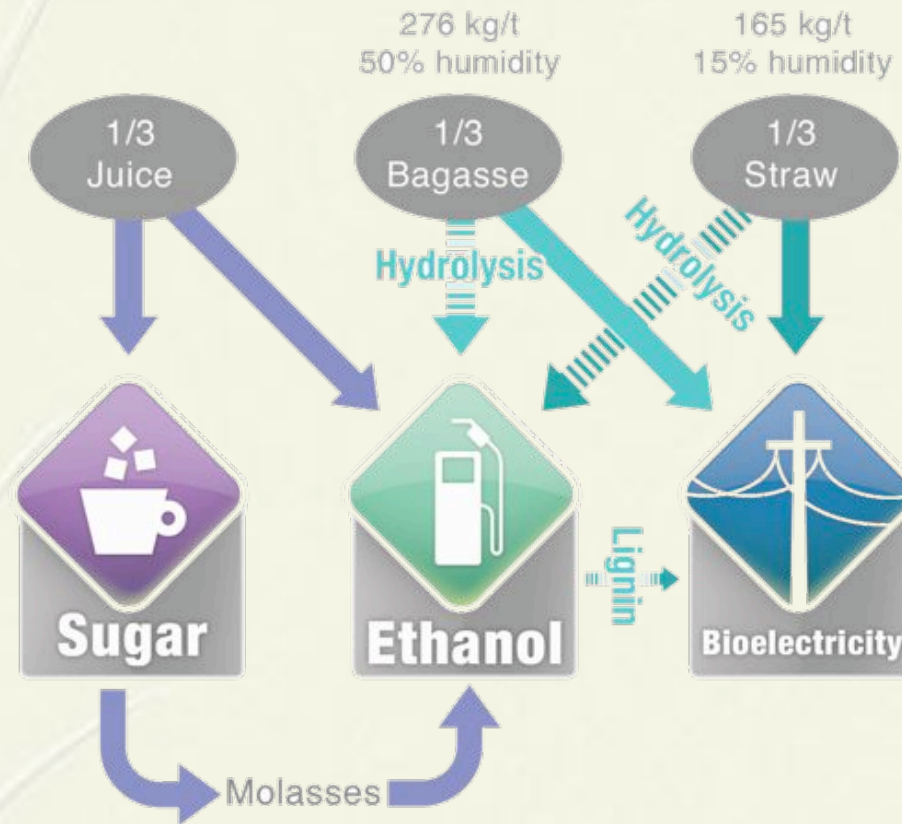 276 kg/t
50% humidity
165 kg/t
15% humidity
1/3
Juice
1/3
Bagasse
1/3
Straw
Hydrolysis
Hydrolysis
Lignin
Sugar
Ethanol
Bioelectricity
Molasses